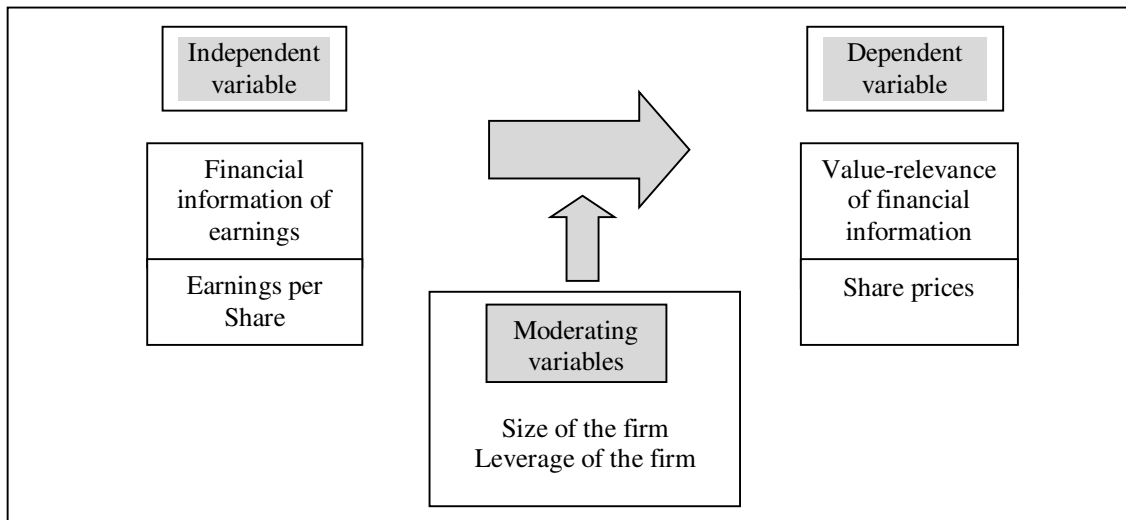 Independent
variable
Dependent
variable
Financial
information of
earnings
Earnings per
Share
Value-relevance
of financial
information
Share prices
Moderating
variables
Size of the firm
Leverage of the firm